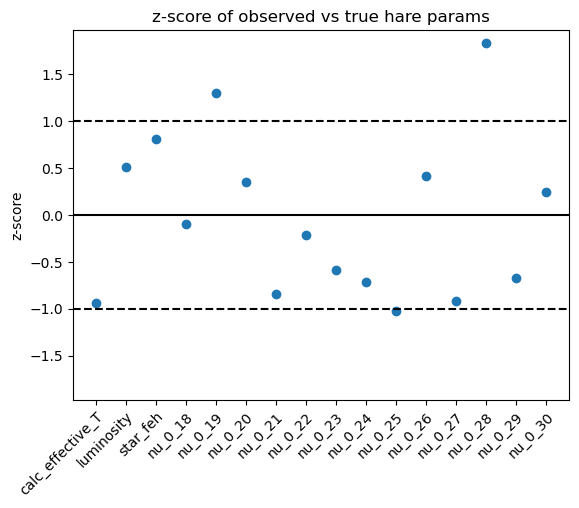 z-score of observed vs true hare params
z-score
1.5
1.0
0.5
0.0
−0.5
−1.0
−1.5
calc_effective_T
luminosity
star_feh
nu_0_18
nu_0_19
nu_0_20
nu_0_21
nu_0_22
nu_0_23
nu_0_24
nu_0_25
nu_0_26
nu_0_27
nu_0_28
nu_0_29
nu_0_30